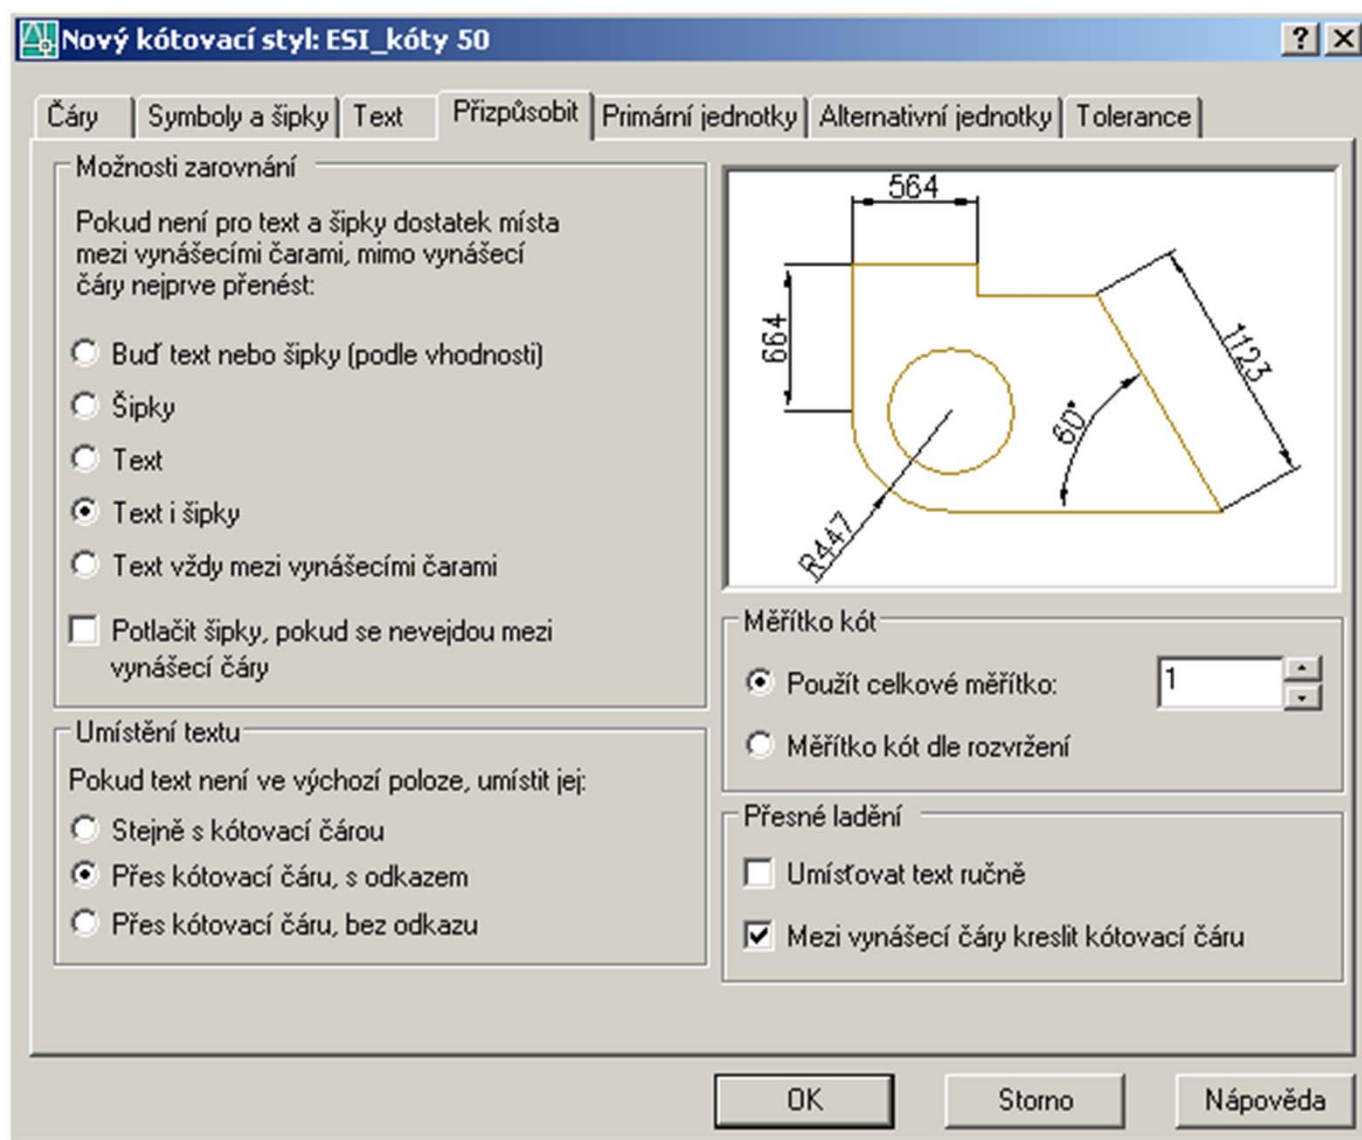 Nový kótovací styl: ESI_kóty 50
Čáry
Symboly a šipky
Text
Přizpůsobit
Primární jednotky
Alternativní jednotky
Tolerance
Možnosti zarovnání
Pokud není pro text a šipky dostatek místa
mezi vynášecími čarami, mimo vynášecí
čáry nejprve přenést:
Buď text nebo šipky (podle vhodnosti)
Šipky
Text
Text i šipky
Text vždy mezi vynášecími čarami
Potlačit šipky, pokud se nevejdou mezi
vynášecí čáry
Umístění textu
Pokud text není ve výchozí poloze, umístit jej:
Stejně s kótovací čárou
Přes kótovací čáru, s odkazem
Přes kótovací čáru, bez odkazu
564
664
1123
60°
R447
Měřítko kót
Použít celkové měřítko:
1
Měřítko kót dle rozvržení
Přesné ladění
Umísťovat text ručně
Mezi vynášecí čáry kreslit kótovací čáru
OK
Storno
Nápověda